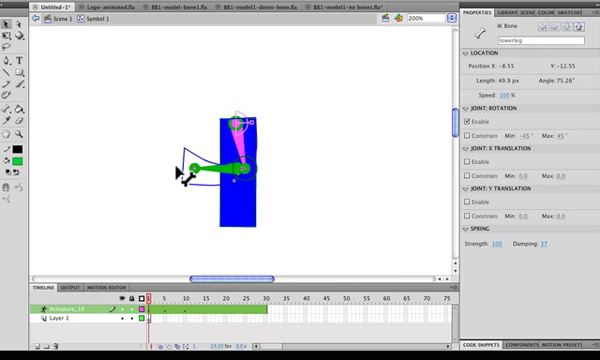 Untitled-1* Logo-animated.fla BB1-model-bone1.fla BB1-model1-demo-bone.fla BB1-model1-no bones.fla*
Scene 1 Symbol 1 200%
PROPERTIES LIBRARY SCENE COLOR SWATCHES
IK Bone
lowerleg
LOCATION
Position X: -8.55 Y: -12.55
Length: 49.9 px Angle: 75.26°
Speed: 100 %
JOINT: ROTATION
Enable
Constrain Min: -45 ° Max: 45 °
JOINT: X TRANSLATION
Enable
Constrain Min: 0.0 Max: 0.0
JOINT: Y TRANSLATION
Enable
Constrain Min: 0.0 Max: 0.0
SPRING
Strength: 100 Damping: 37
TIMELINE OUTPUT MOTION EDITOR
1 5 10 15 20 25 30 35 40 45 50 55 60 65 70 75
Armature_14
Layer 1
1 24.00 fps 0.0 s
CODE SNIPPETS COMPONENTS MOTION PRESET